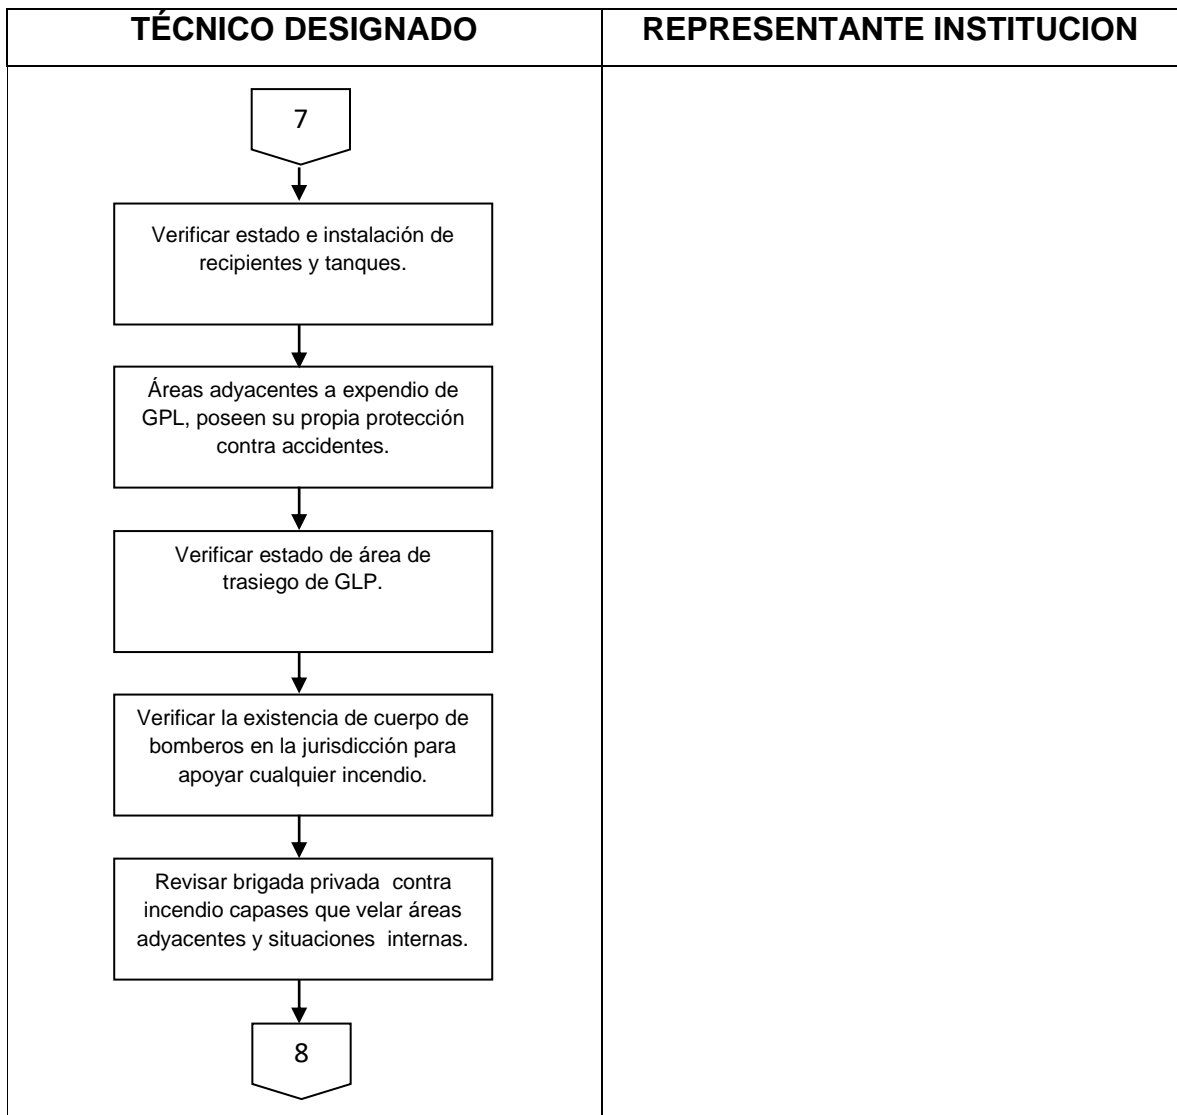 TÉCNICO DESIGNADO
REPRESENTANTE INSTITUCION
7
Verificar estado e instalación de
recipientes y tanques.
Áreas adyacentes a expendio de
GPL, poseen su propia protección
contra accidentes.
Verificar estado de área de
trasiego de GLP.
Verificar la existencia de cuerpo de
bomberos en la jurisdicción para
apoyar cualquier incendio.
Revisar brigada privada  contra
incendio capases que velar áreas
adyacentes y situaciones  internas.
8